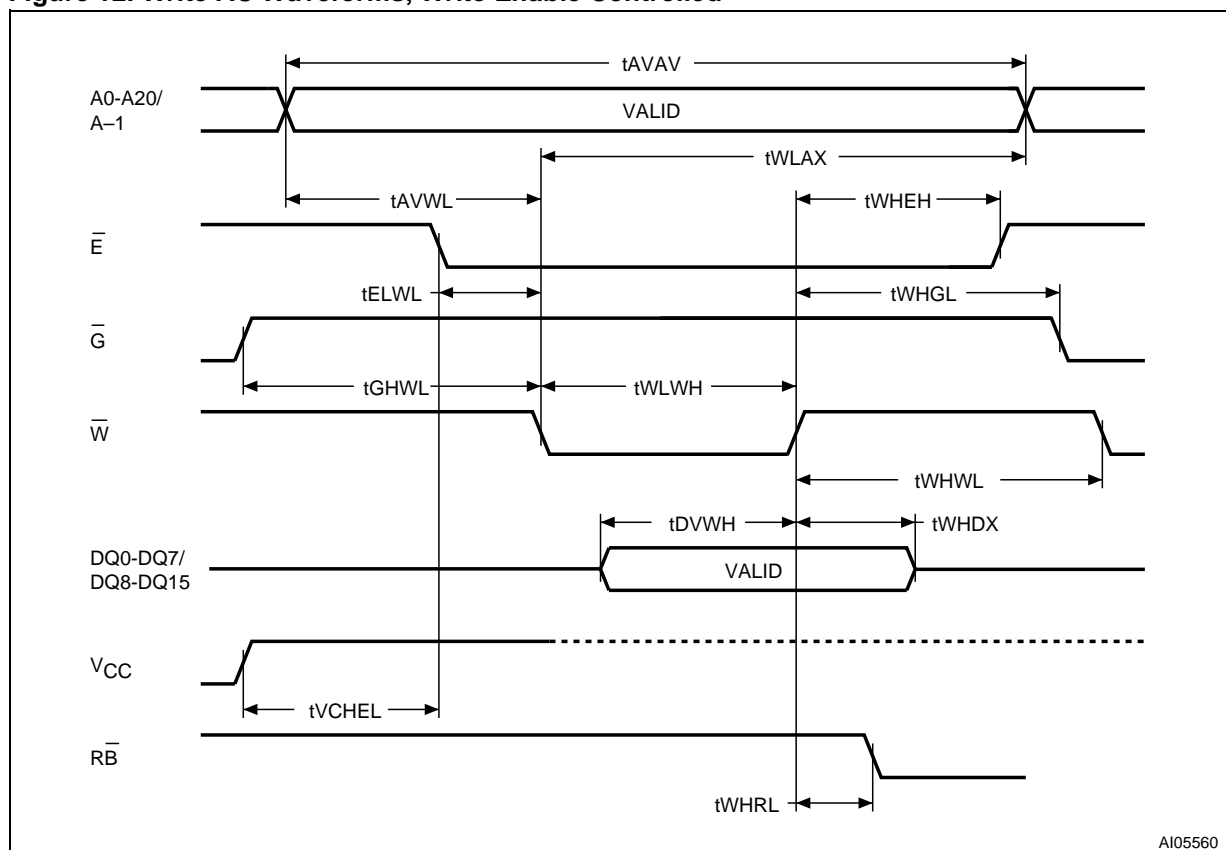 tAVAV
A0-A20/
A–1
VALID
tWLAX
tAVWL
tWHEH
E̅
tELWL
tWHGL
G̅
tGHWL
tWLWH
W̅
tWHWL
tDVWH
tWHDX
DQ0-DQ7/
DQ8-DQ15
VALID
VCC
tVCHEL
RB̅
tWHRL
AI05560